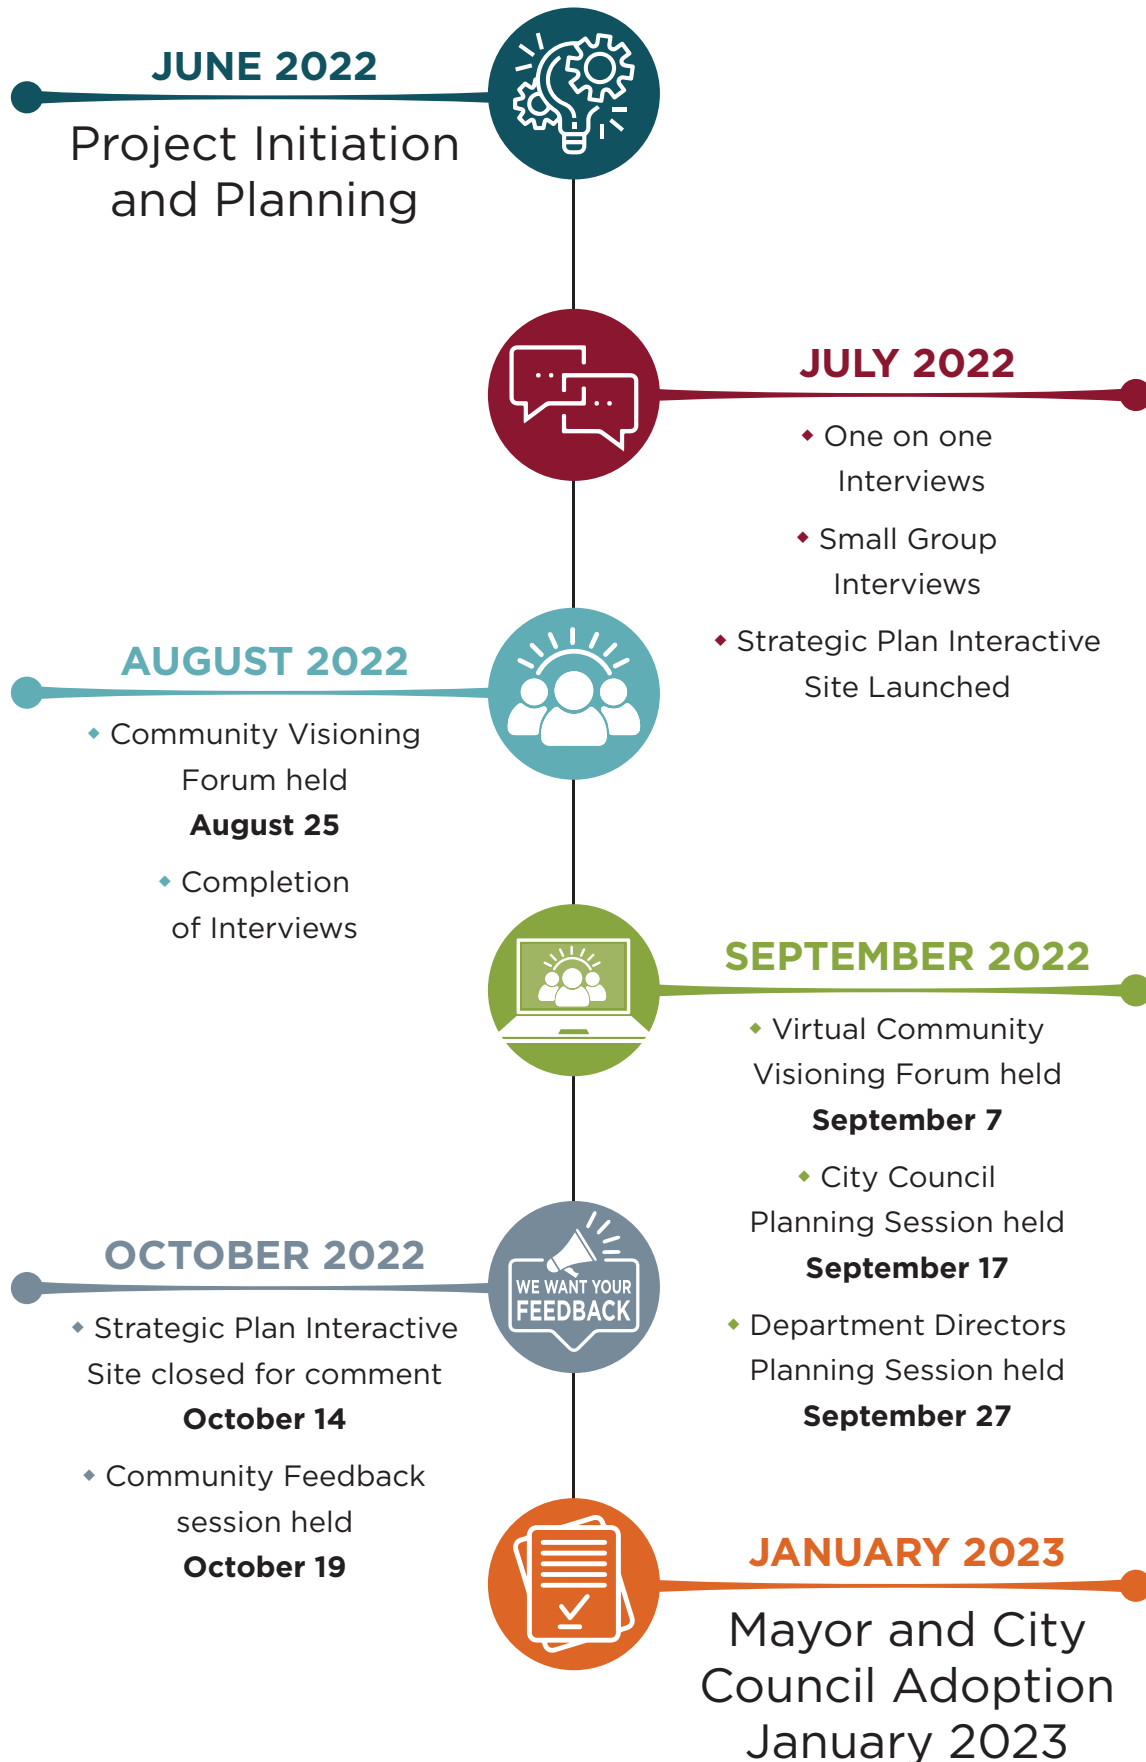 JUNE 2022
Project Initiation
and Planning
JULY 2022
◆ One on one
Interviews
◆ Small Group
Interviews
◆ Strategic Plan Interactive
Site Launched
AUGUST 2022
◆ Community Visioning
Forum held
August 25
◆ Completion
of Interviews
SEPTEMBER 2022
◆ Virtual Community
Visioning Forum held
September 7
◆ City Council
Planning Session held
September 17
◆ Department Directors
Planning Session held
September 27
OCTOBER 2022
WE WANT YOUR
FEEDBACK
◆ Strategic Plan Interactive
Site closed for comment
October 14
◆ Community Feedback
session held
October 19
JANUARY 2023
Mayor and City
Council Adoption
January 2023